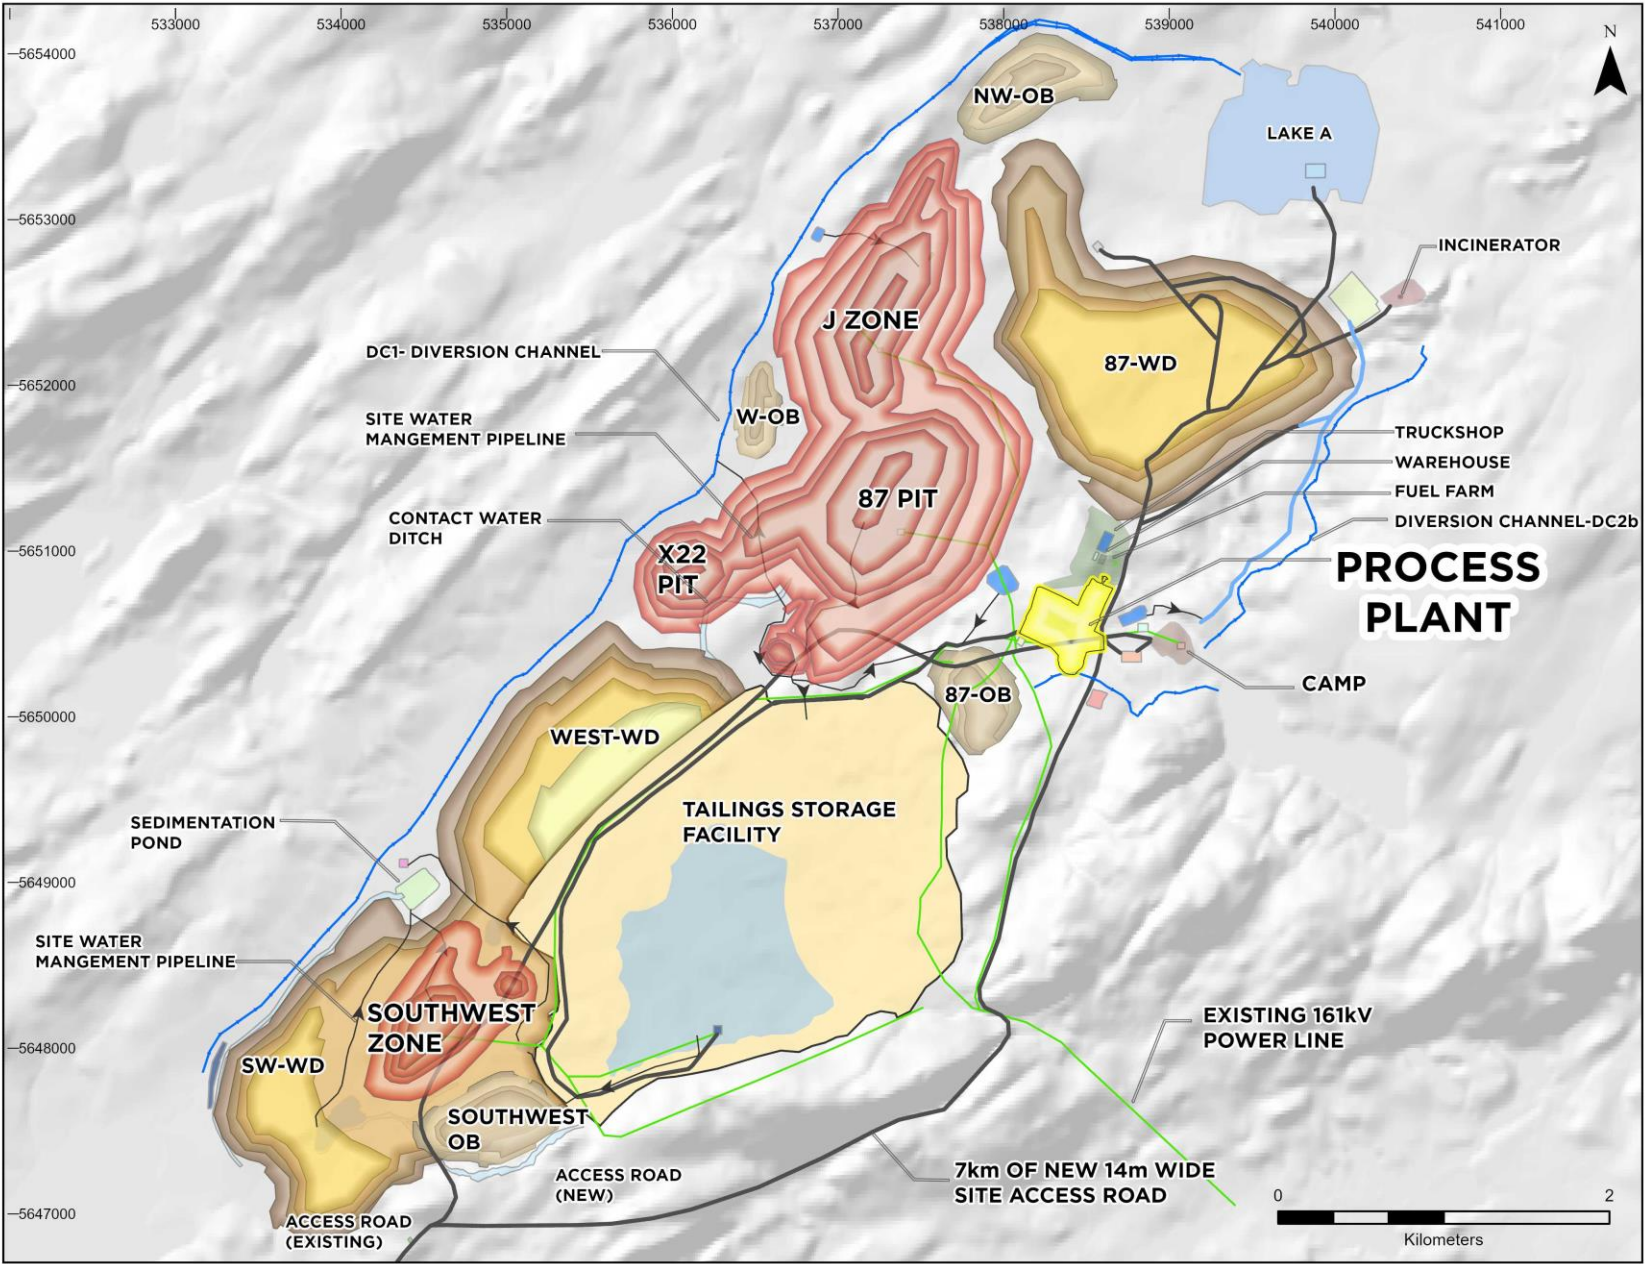 533000
534000
535000
536000
537000
538000
539000
540000
541000
N
5654000
5653000
5652000
5651000
5650000
5649000
5648000
5647000
NW-OB
LAKE A
INCINERATOR
J ZONE
DC1- DIVERSION CHANNEL
87-WD
W-OB
SITE WATER
MANGEMENT PIPELINE
TRUCKSHOP
WAREHOUSE
FUEL FARM
DIVERSION CHANNEL-DC2b
87 PIT
CONTACT WATER
DITCH
X22
PIT
PROCESS
PLANT
CAMP
87-OB
WEST-WD
TAILINGS STORAGE
FACILITY
SEDIMENTATION
POND
SITE WATER
MANGEMENT PIPELINE
SOUTHWEST
ZONE
SW-WD
EXISTING 161kV
POWER LINE
SOUTHWEST
OB
ACCESS ROAD
(NEW)
7km OF NEW 14m WIDE
SITE ACCESS ROAD
ACCESS ROAD
(EXISTING)
0
2
Kilometers